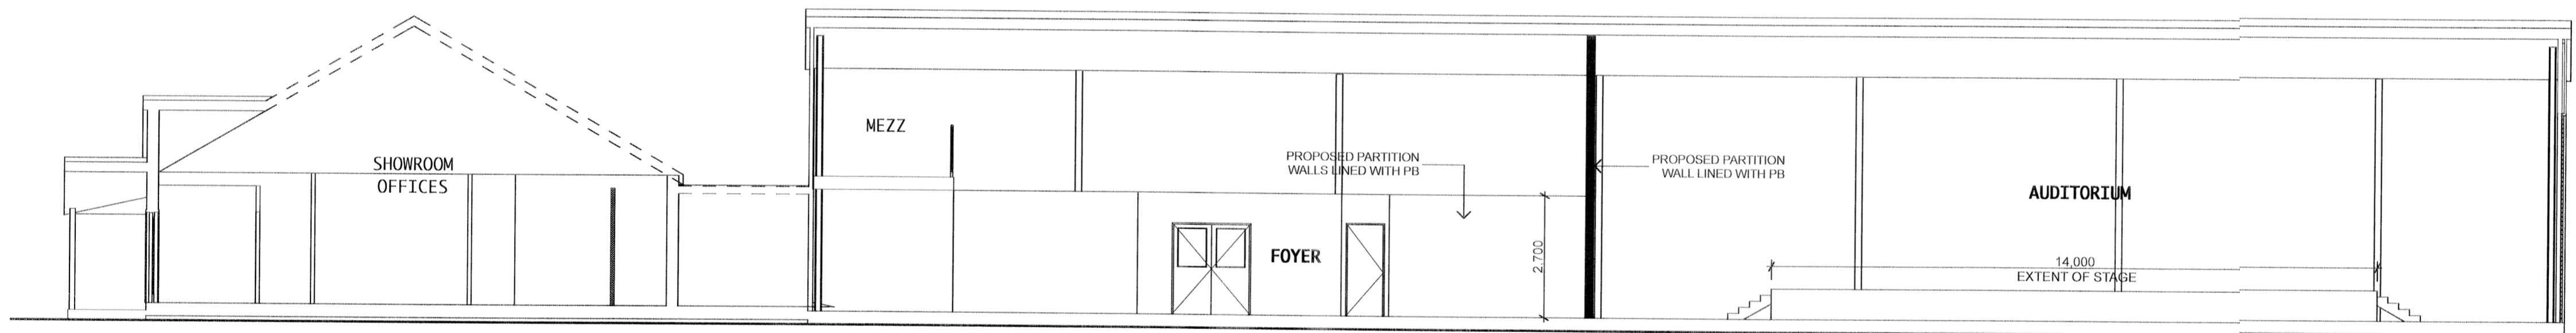 SHOWROOM
OFFICES
MEZZ
PROPOSED PARTITION
WALLS LINED WITH PB
FOYER
2,700
PROPOSED PARTITION
WALL LINED WITH PB
AUDITORIUM
14,000
EXTENT OF STAGE